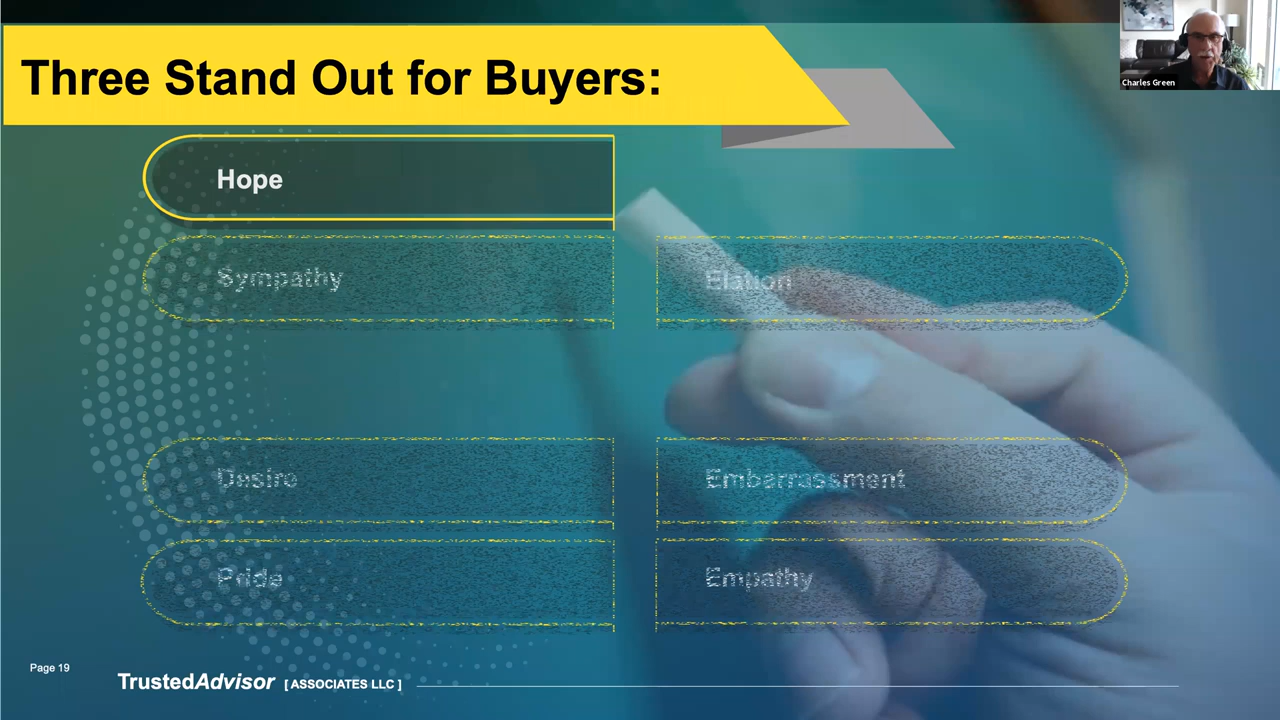 Three Stand Out for Buyers:
Charles Green
Hope
Sympathy
Elation
Desire
Embarrassment
Pride
Empathy
Page 19
TrustedAdvisor [ ASSOCIATES LLC ]